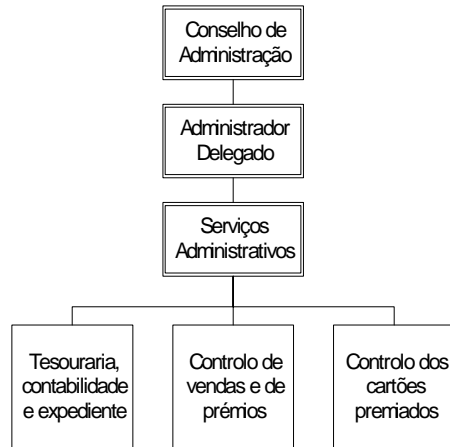 Conselho de
Administração
Administrador
Delegado
Serviços
Administrativos
Tesouraria,
contabilidade
e expediente
Controlo de
vendas e de
prémios
Controlo dos
cartões
premiados